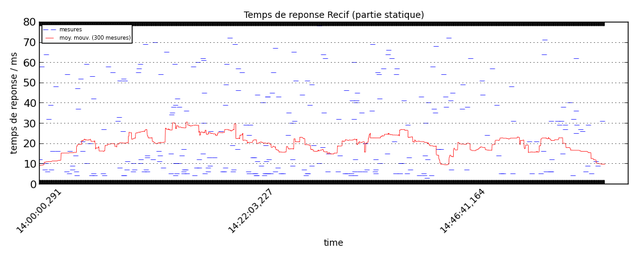 Temps de reponse Recif (partie statique)
mesures
moy. mouv. (300 mesures)
temps de reponse / ms
80
70
60
50
40
30
20
10
0
14:00:00,291
14:22:03,227
14:46:41,164
time